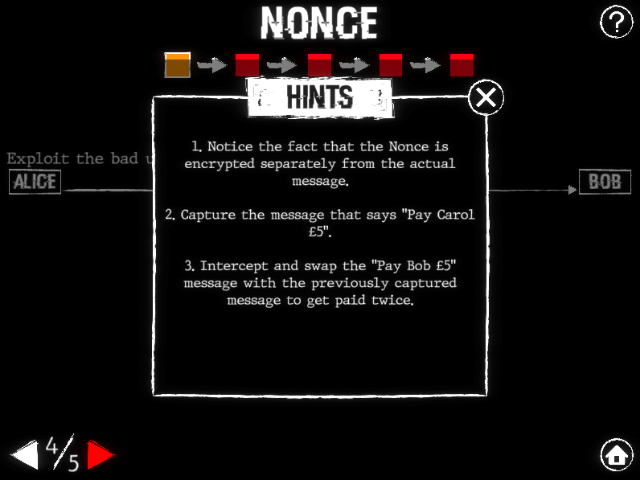 NONCE
?
HINTS
1. Notice the fact that the Nonce is
encrypted separately from the actual
message.
2. Capture the message that says "Pay Carol
£5".
3. Intercept and swap the "Pay Bob £5"
message with the previously captured
message to get paid twice.
Exploit the bad
ALICE
BOB
4/5